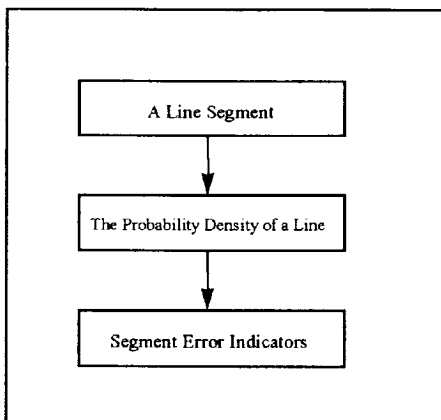 A Line Segment
The Probability Density of a Line
Segment Error Indicators